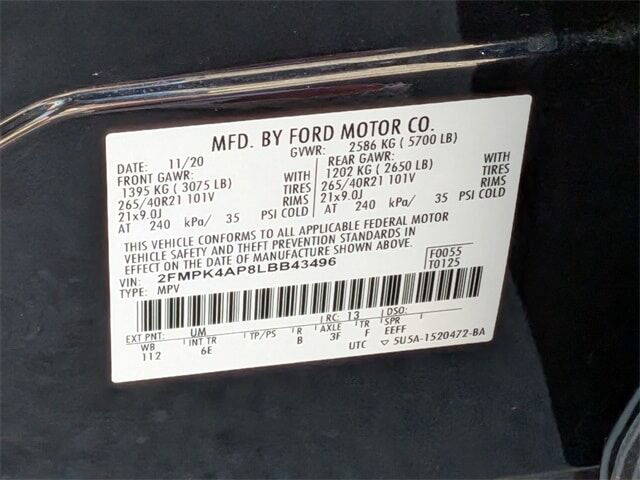 MFD. BY FORD MOTOR CO.
DATE: 11/20 GVWR: 2586 KG ( 5700 LB)
FRONT GAWR: WITH REAR GAWR: WITH
1395 KG ( 3075 LB) TIRES 1202 KG ( 2650 LB) TIRES
265/40R21 101V RIMS 265/40R21 101V RIMS
21x9.0J 21x9.0J
AT 240 kPa/ 35 PSI COLD AT 240 kPa/ 35 PSI COLD
THIS VEHICLE CONFORMS TO ALL APPLICABLE FEDERAL MOTOR
VEHICLE SAFETY AND THEFT PREVENTION STANDARDS IN
EFFECT ON THE DATE OF MANUFACTURE SHOWN ABOVE.
VIN: 2FMPK4AP8LBB43496 F0055
TYPE: MPV T0125
EXT PNT: UM RC: 13 DSO:
WB INT TR TP/PS R AXLE TR SPR
112 6E B 3F F EEFF
UTC ▽ 5U5A-1520472-BA